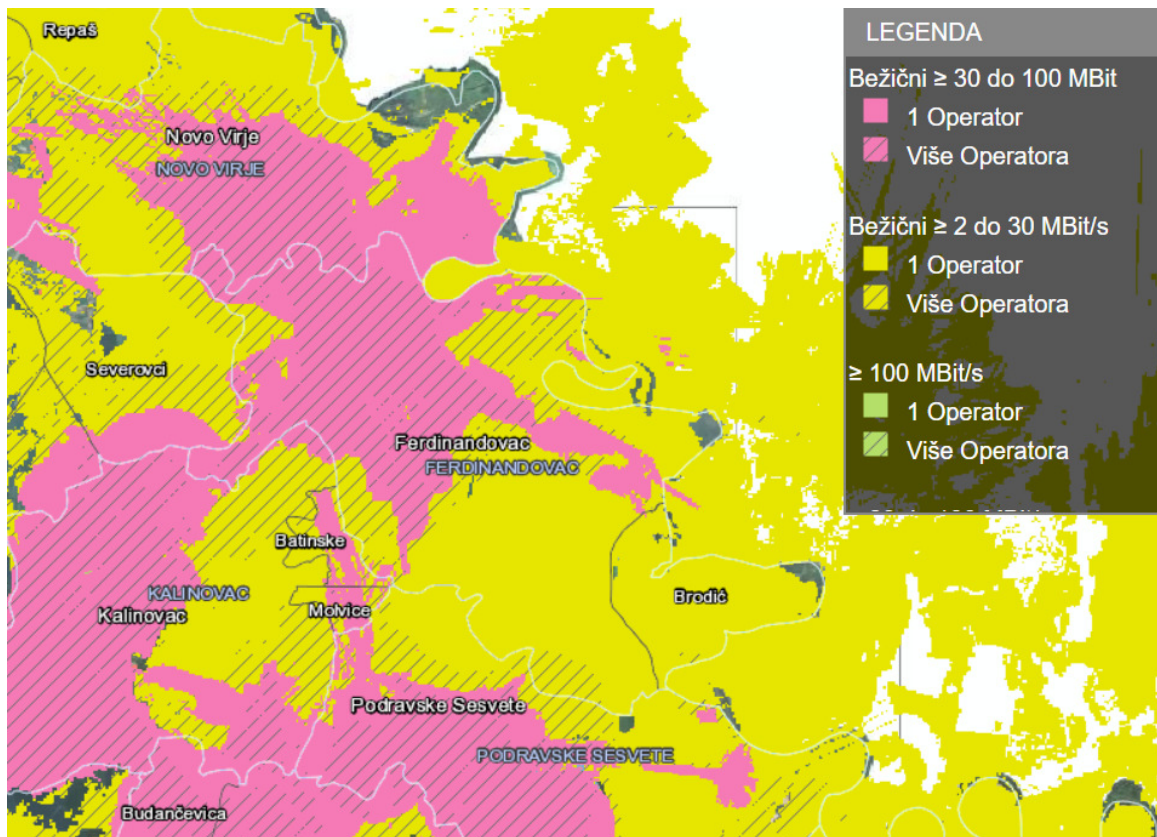 Repaš
Novo Virje
NOVO VIRJE
Severovci
Ferdinandovac
FERDINANDOVAC
Batinske
KALINOVAC
Kalinovac
Molvice
Brodić
Podravske Sesvete
PODRAVSKE SESVETE
Budančevica
LEGENDA
Bežični ≥ 30 do 100 MBit
1 Operator
Više Operatora
Bežični ≥ 2 do 30 MBit/s
1 Operator
Više Operatora
≥ 100 MBit/s
1 Operator
Više Operatora